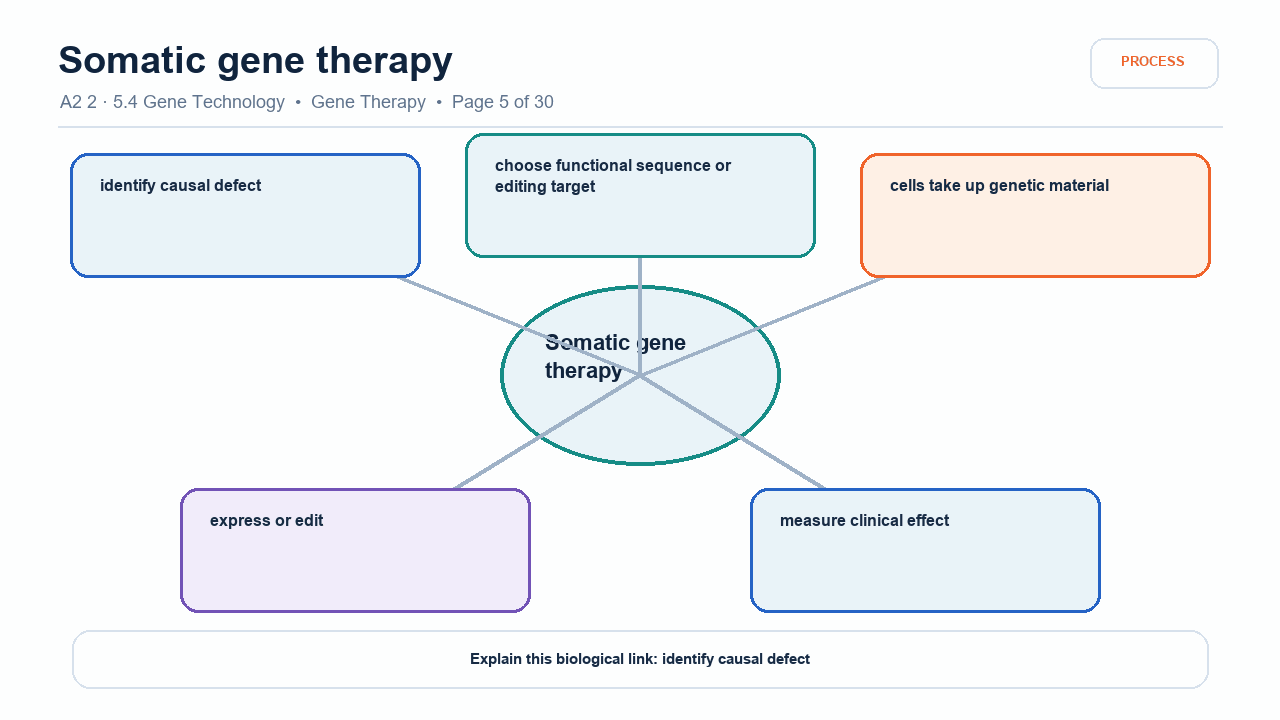 Somatic gene therapy
PROCESS
A2 2 · 5.4 Gene Technology • Gene Therapy • Page 5 of 30
identify causal defect
choose functional sequence or
editing target
cells take up genetic material
Somatic gene
therapy
express or edit
measure clinical effect
Explain this biological link: identify causal defect